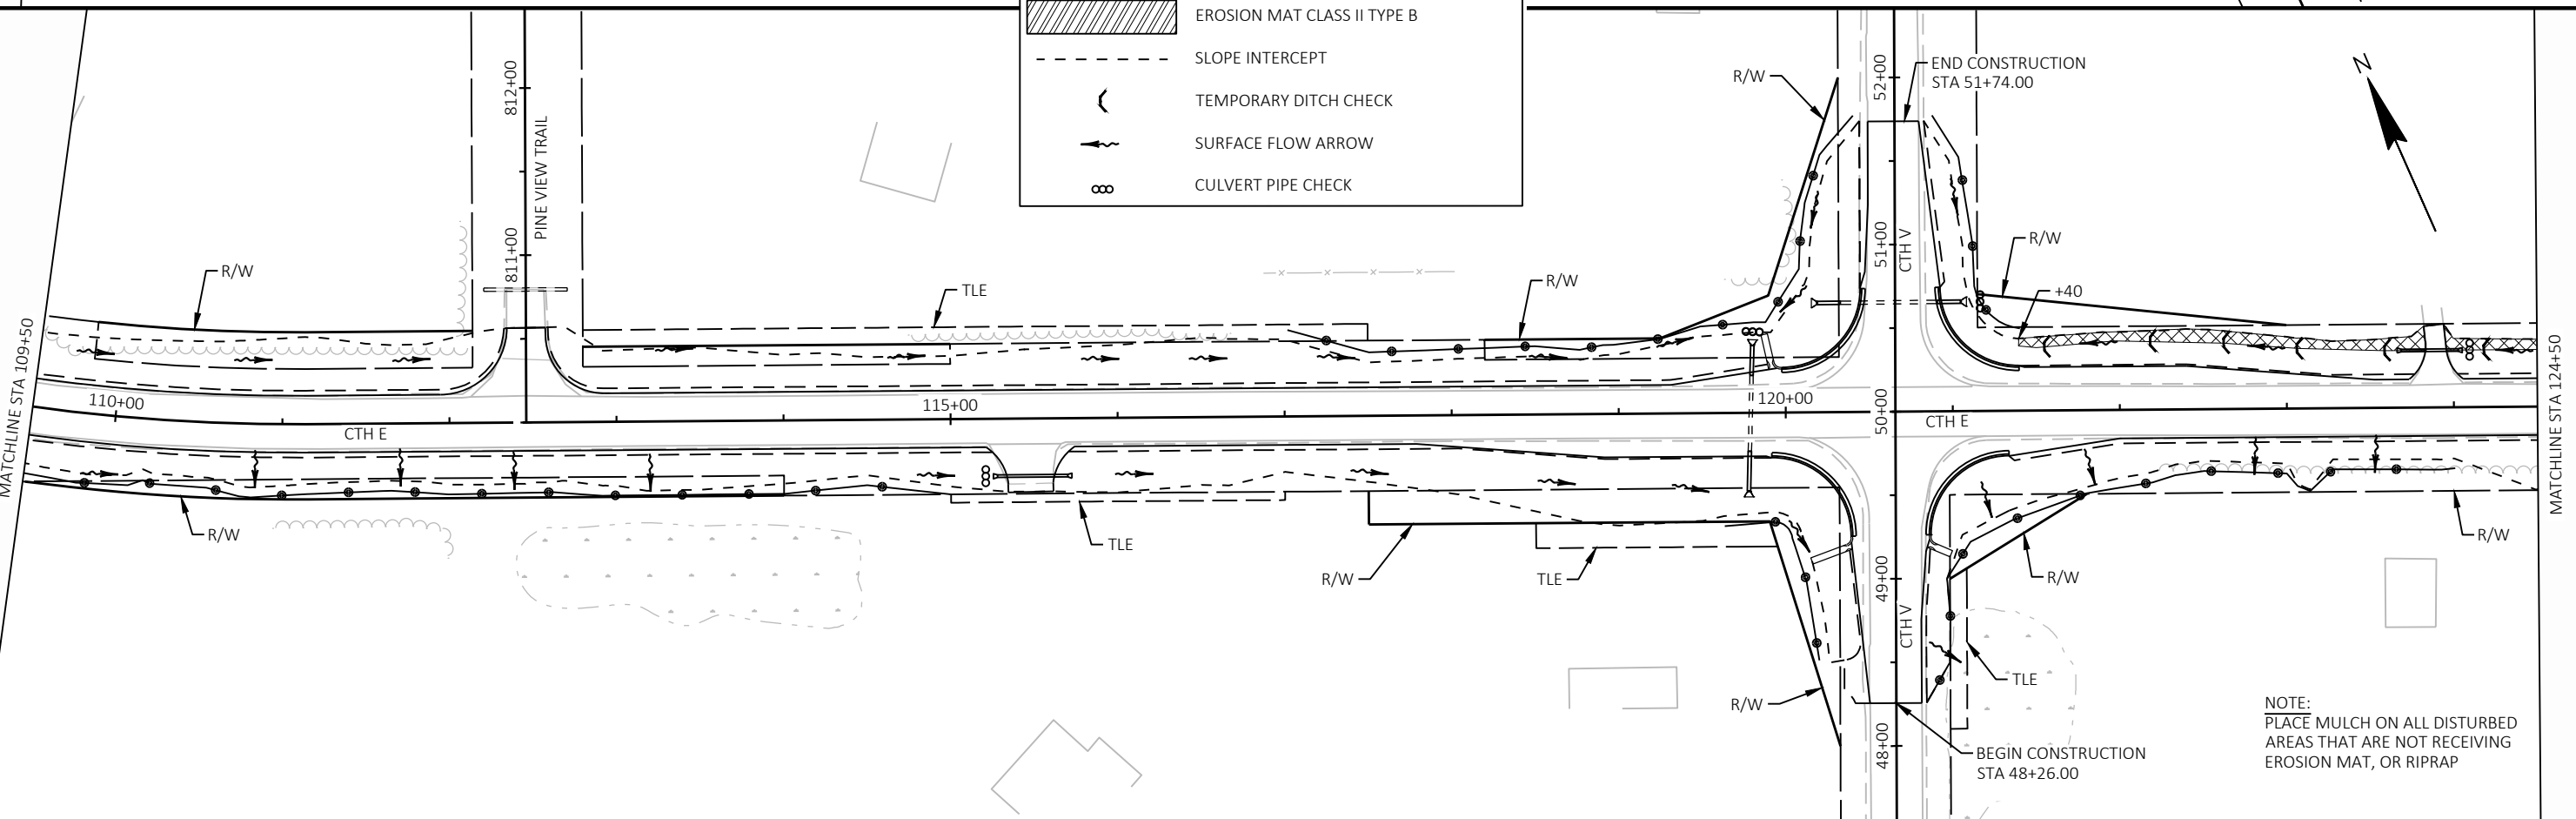 EROSION MAT CLASS II TYPE B
SLOPE INTERCEPT
TEMPORARY DITCH CHECK
SURFACE FLOW ARROW
CULVERT PIPE CHECK
812+00
PINE VIEW TRAIL
811+00
R/W
TLE
R/W
R/W
52+00
END CONSTRUCTION
STA 51+74.00
N
51+00
CTH V
R/W
+40
MATCHLINE STA 109+50
110+00
CTH E
115+00
120+00
50+00
CTH E
MATCHLINE STA 124+50
R/W
TLE
R/W
TLE
49+00
CTH V
R/W
R/W
TLE
R/W
48+00
BEGIN CONSTRUCTION
STA 48+26.00
NOTE:
PLACE MULCH ON ALL DISTURBED
AREAS THAT ARE NOT RECEIVING
EROSION MAT, OR RIPRAP